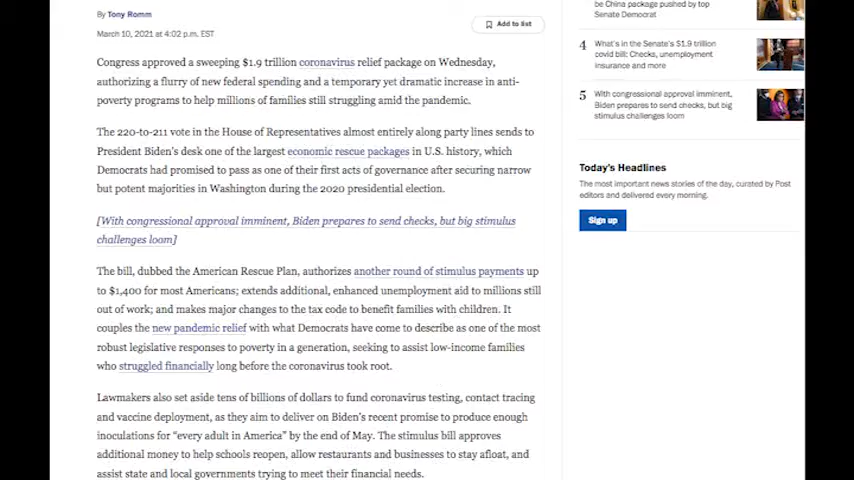 By Tony Romm
March 10, 2021 at 4:02 p.m. EST
Add to list
Congress approved a sweeping $1.9 trillion coronavirus relief package on Wednesday,
authorizing a flurry of new federal spending and a temporary yet dramatic increase in anti-
poverty programs to help millions of families still struggling amid the pandemic.
The 220-to-211 vote in the House of Representatives almost entirely along party lines sends to
President Biden's desk one of the largest economic rescue packages in U.S. history, which
Democrats had promised to pass as one of their first acts of governance after securing narrow
but potent majorities in Washington during the 2020 presidential election.
[With congressional approval imminent, Biden prepares to send checks, but big stimulus
challenges loom]
The bill, dubbed the American Rescue Plan, authorizes another round of stimulus payments up
to $1,400 for most Americans; extends additional, enhanced unemployment aid to millions still
out of work; and makes major changes to the tax code to benefit families with children. It
couples the new pandemic relief with what Democrats have come to describe as one of the most
robust legislative responses to poverty in a generation, seeking to assist low-income families
who struggled financially long before the coronavirus took root.
Lawmakers also set aside tens of billions of dollars to fund coronavirus testing, contact tracing
and vaccine deployment, as they aim to deliver on Biden's recent promise to produce enough
inoculations for "every adult in America" by the end of May. The stimulus bill approves
additional money to help schools reopen, allow restaurants and businesses to stay afloat, and
assist state and local governments trying to meet their financial needs.
be China package pushed by top
Senate Democrat
4
What's in the Senate's $1.9 trillion
covid bill: Checks, unemployment
insurance and more
5
With congressional approval imminent,
Biden prepares to send checks, but big
stimulus challenges loom
Today's Headlines
The most important news stories of the day, curated by Post
editors and delivered every morning.
Sign up